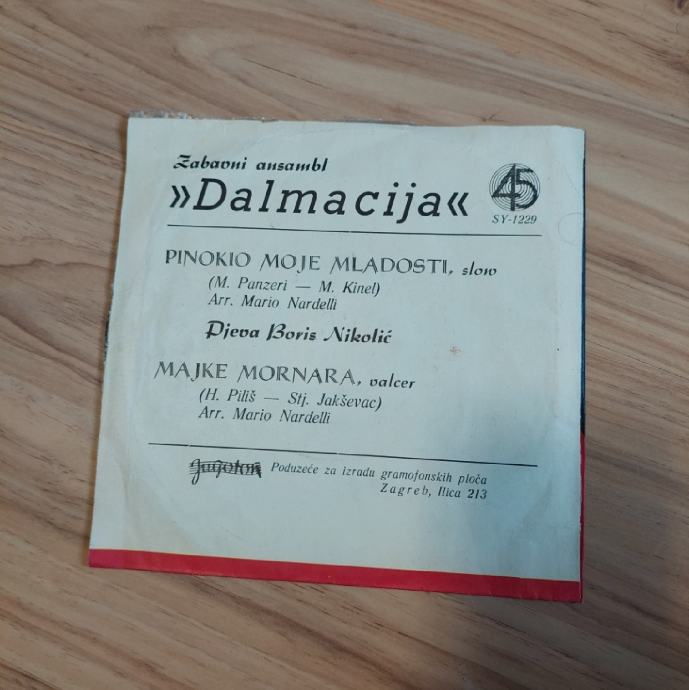 Zabavni ansambl
»Dalmacija«
45
SY-1229
PINOKIO MOJE MLADOSTI, slow
(M. Panzeri — M. Kinel)
Arr. Mario Nardelli
Pjeva Boris Nikolić
MAJKE MORNARA, valcer
(H. Piliš — Stj. Jakševac)
Arr. Mario Nardelli
Jugoton Poduzeće za izradu gramofonskih ploča
Zagreb, Ilica 213